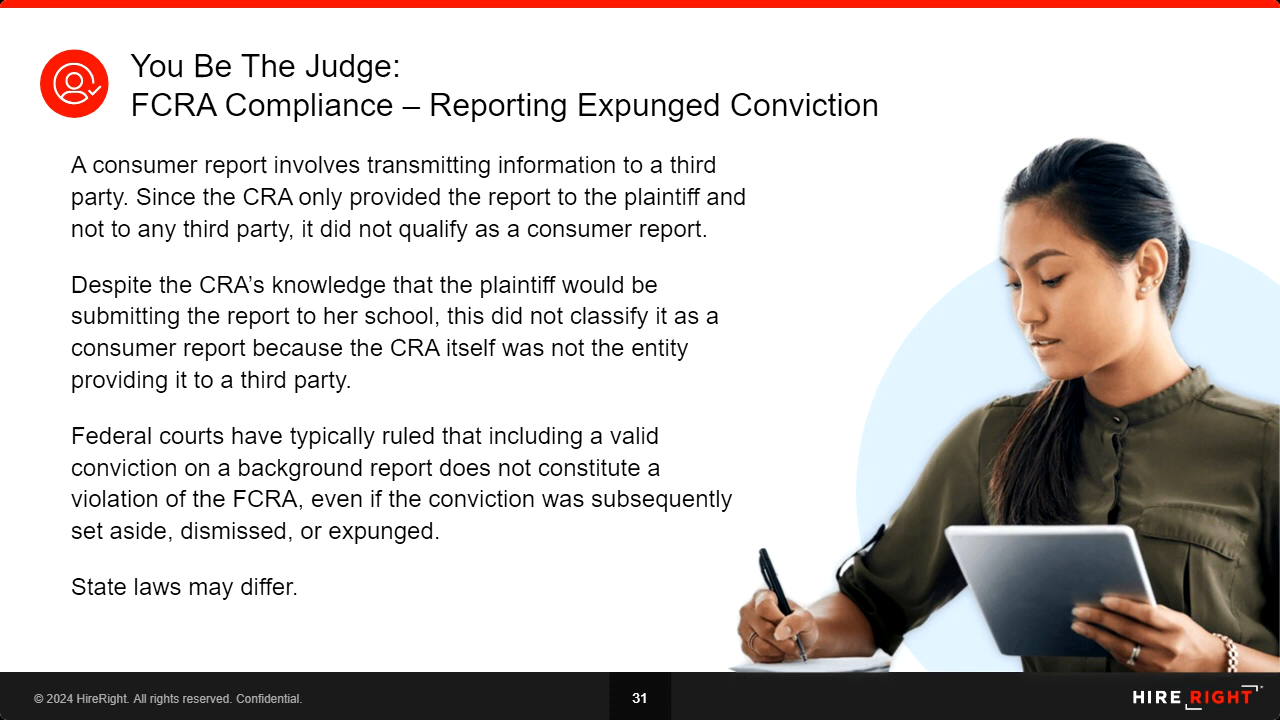 You Be The Judge:
FCRA Compliance – Reporting Expunged Conviction
A consumer report involves transmitting information to a third
party. Since the CRA only provided the report to the plaintiff and
not to any third party, it did not qualify as a consumer report.
Despite the CRA’s knowledge that the plaintiff would be
submitting the report to her school, this did not classify it as a
consumer report because the CRA itself was not the entity
providing it to a third party.
Federal courts have typically ruled that including a valid
conviction on a background report does not constitute a
violation of the FCRA, even if the conviction was subsequently
set aside, dismissed, or expunged.
State laws may differ.
© 2024 HireRight. All rights reserved. Confidential.
31
HIRE RIGHT